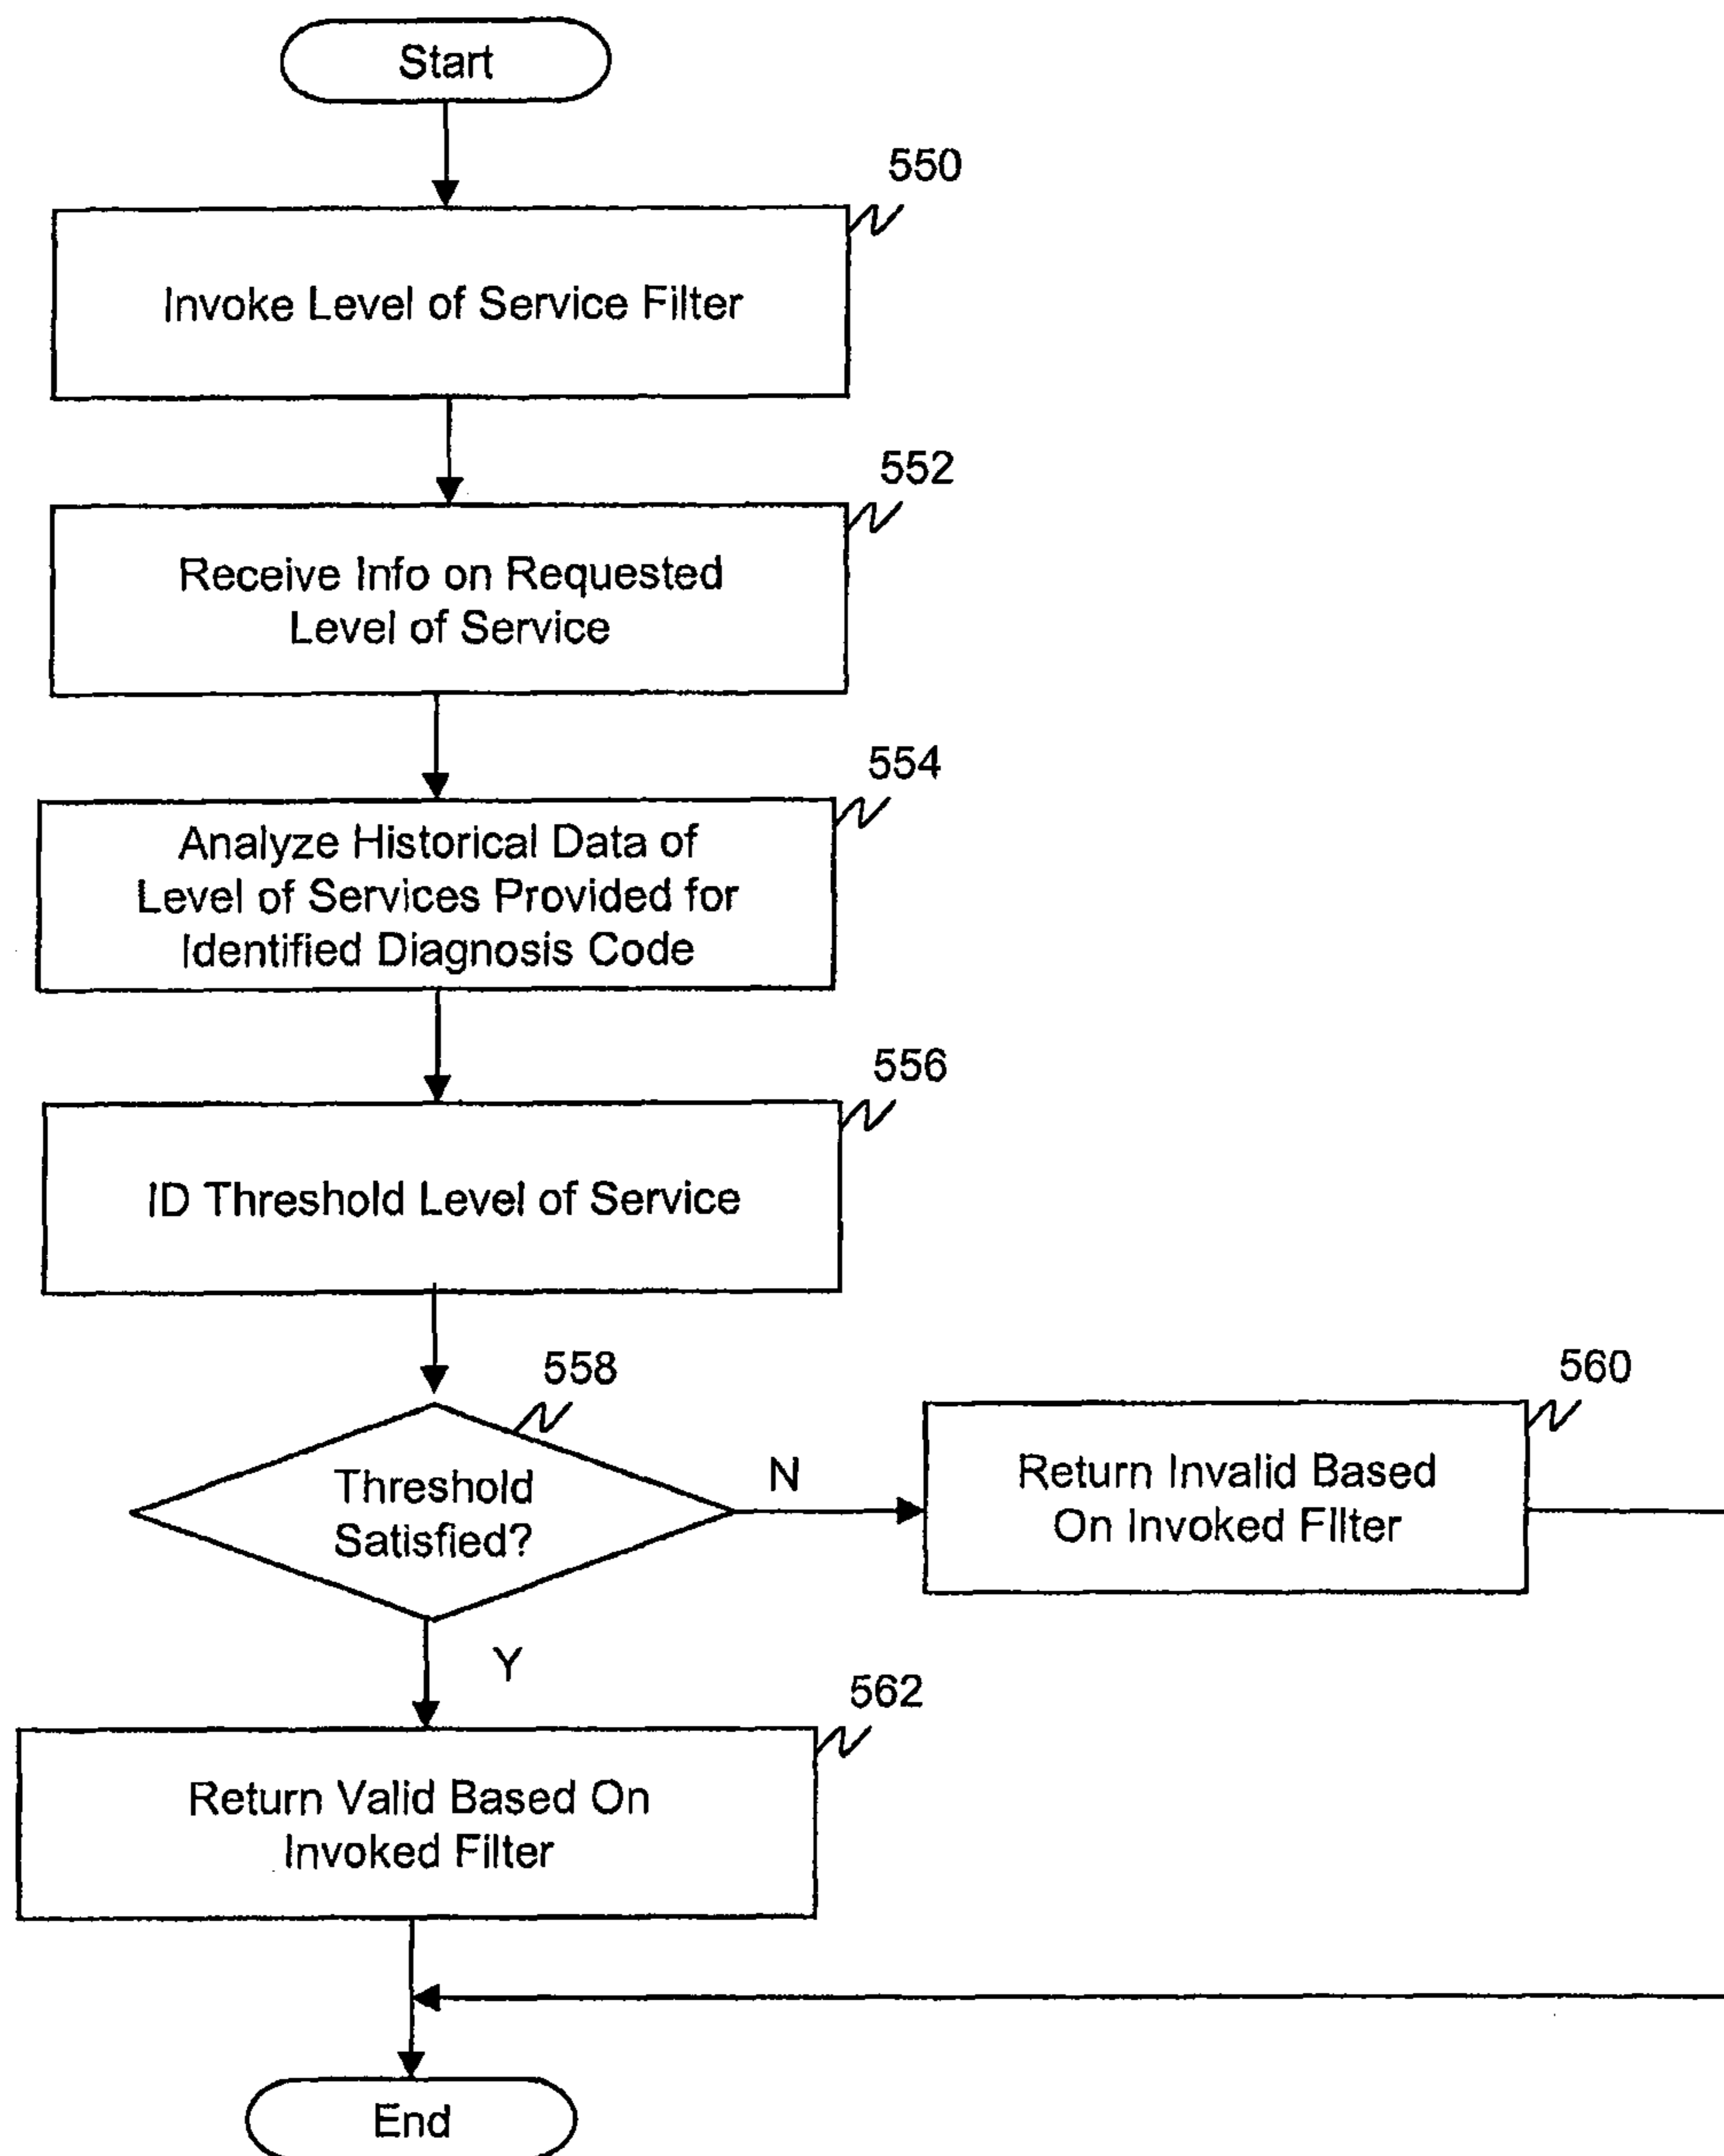 Start
550
Invoke Level of Service Filter
552
Receive Info on Requested
Level of Service
554
Analyze Historical Data of
Level of Services Provided for
Identified Diagnosis Code
556
ID Threshold Level of Service
558
Threshold
Satisfied?
N
560
Return Invalid Based
On Invoked Filter
Y
562
Return Valid Based On
Invoked Filter
End